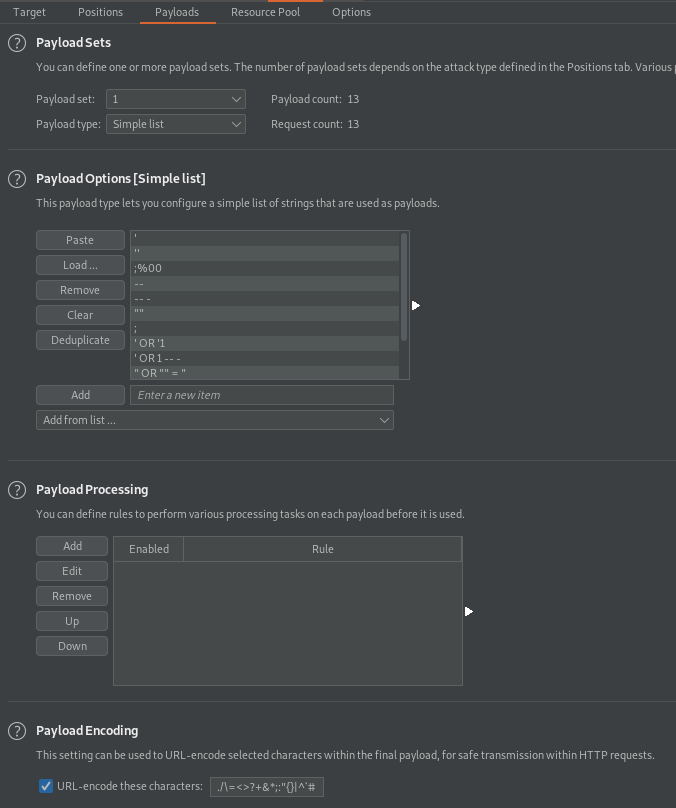 Target Positions Payloads Resource Pool Options
Payload Sets
You can define one or more payload sets. The number of payload sets depends on the attack type defined in the Positions tab. Various
Payload set: 1 Payload count: 13
Payload type: Simple list Request count: 13
Payload Options [Simple list]
This payload type lets you configure a simple list of strings that are used as payloads.
Paste
Load ...
Remove
Clear
Deduplicate
'
''
;%00
--
-- -
""
;
' OR '1
' OR 1 -- -
" OR "" = "
Add Enter a new item
Add from list ...
Payload Processing
You can define rules to perform various processing tasks on each payload before it is used.
Add
Edit
Remove
Up
Down
Enabled Rule
Payload Encoding
This setting can be used to URL-encode selected characters within the final payload, for safe transmission within HTTP requests.
URL-encode these characters: ./\=<>?+&*;:"{}|^`#